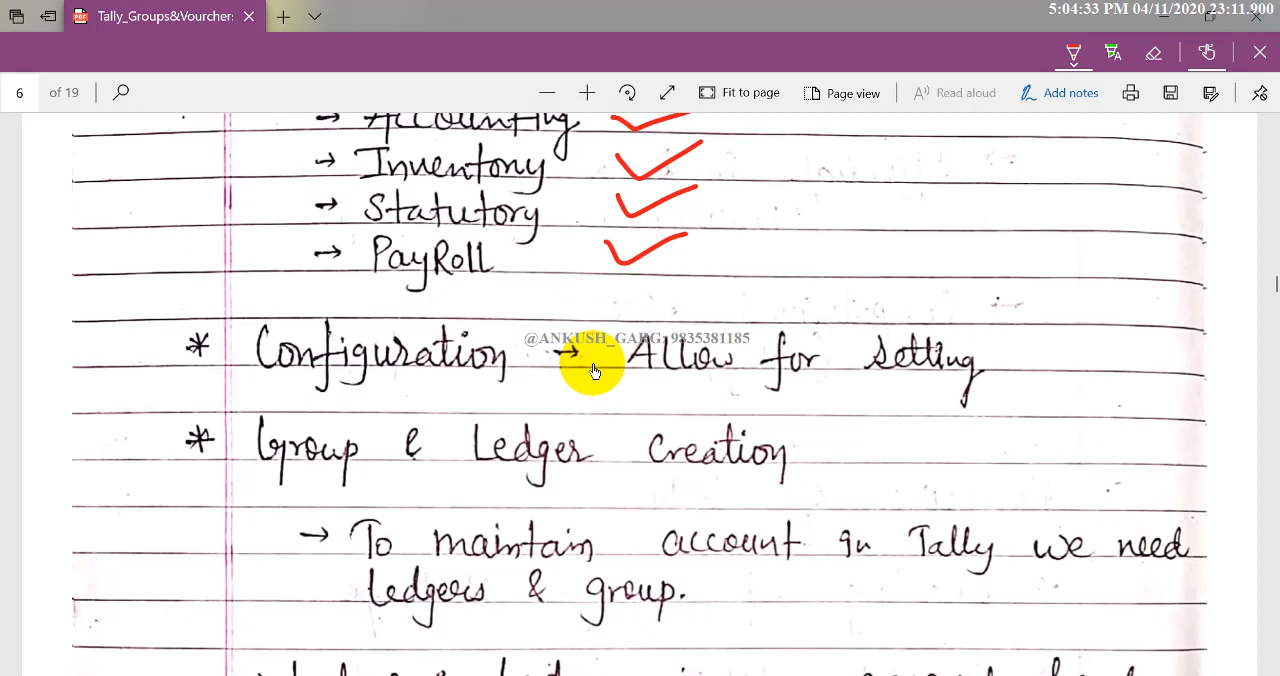 5:04:33 PM 04/11/2020 23:11.900
Tally_Groups&Vourchers
6 of 19
Fit to page
Page view
Read aloud
Add notes
→ Accounting
→ Inventory
→ Statutory
→ PayRoll
@ANKUSH_GARG: 9835381185
* Configuration → Allow for Setting
* Group & Ledger Creation
→ To maintain account in Tally we need
ledgers & group.